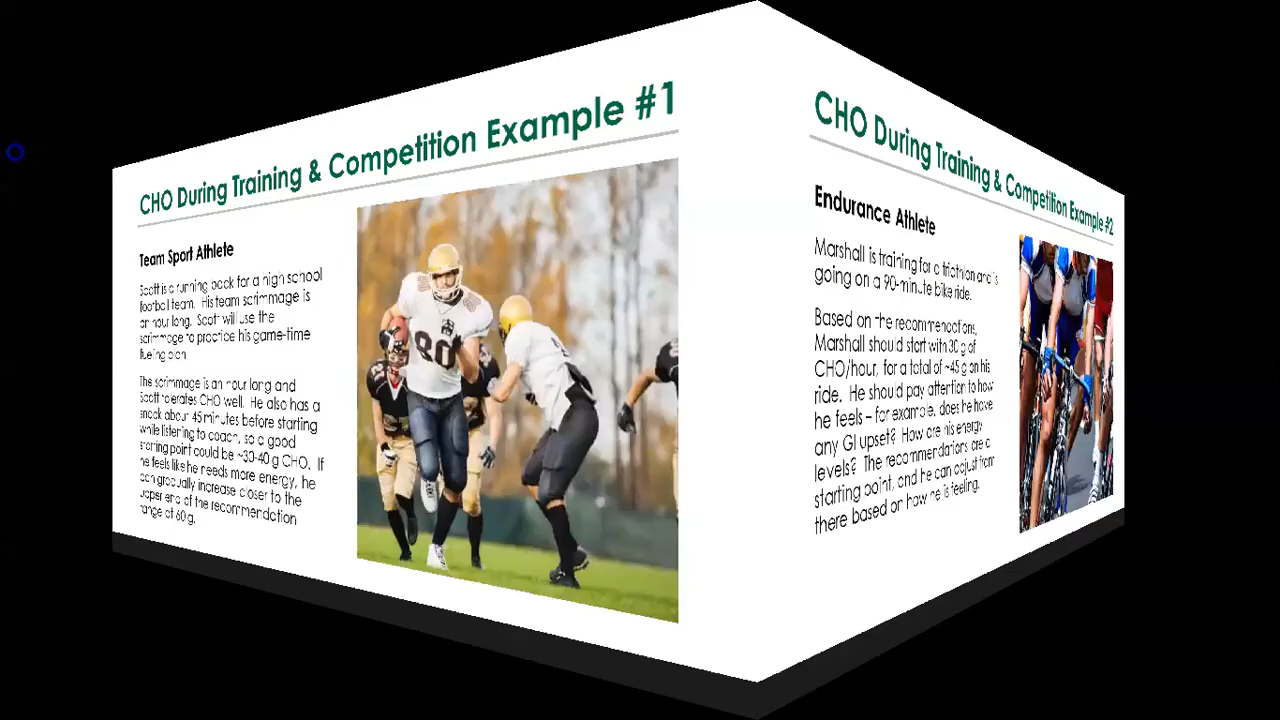 CHO During Training & Competition Example #1
Team Sport Athlete
Scott is a running back for a high school
football team. His team scrimmage is
an hour long. Scott will use the
scrimmage to practice his game-time
fueling plan
The scrimmage is an hour long and
Scott tolerates CHO well. He also has a
snack about 45 minutes before starting
while listening to coach, so a good
starting point could be ~30-40 g CHO. If
he feels like he needs more energy, he
can gradually increase closer to the
upper end of the recommendation
range of 60 g.
80
CHO During Training & Competition Example #2
Endurance Athlete
Marshall is training for a triathlon and is
going on a 90-minute bike ride.
Based on the recommendations,
Marshall should start with 30 g of
CHO/hour, for a total of ~45 g on his
ride. He should pay attention to how
he feels – for example, does he have
any GI upset? How are his energy
levels? The recommendations are a
starting point, and he can adjust from
there based on how he is feeling.